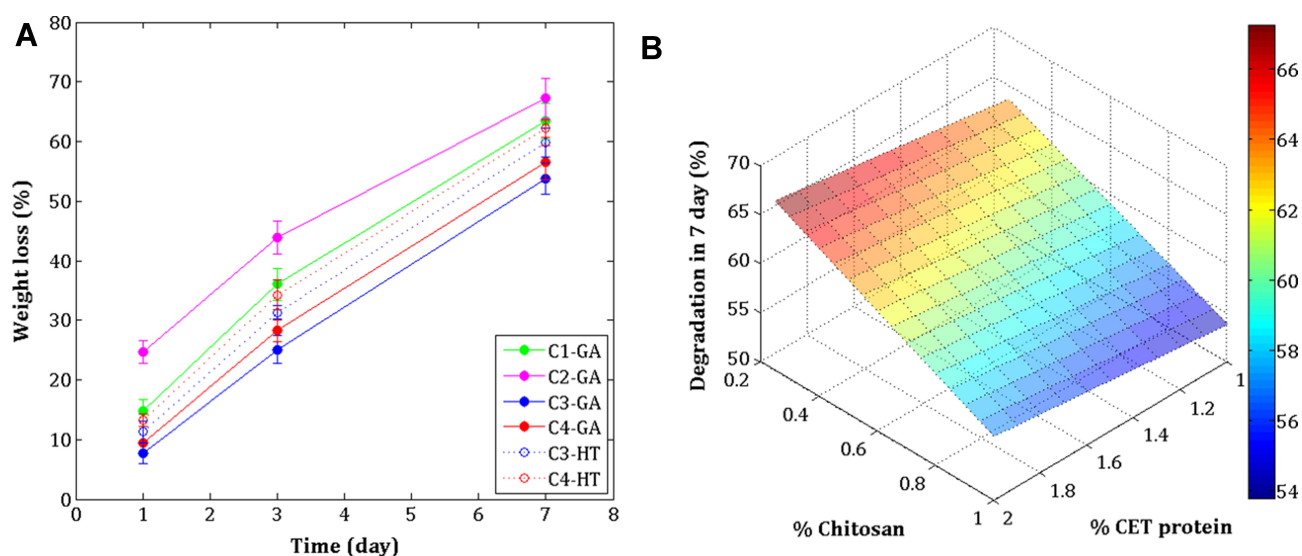 A
80
70
60
50
40
30
20
10
0
0 1 2 3 4 5 6 7 8
Weight loss (%)
Time (day)
C1-GA
C2-GA
C3-GA
C4-GA
C3-HT
C4-HT
B
Degradation in 7 day (%)
70
65
60
55
50
0.2
0.4
0.6
0.8
1
% Chitosan
2
1.8
1.6
1.4
1.2
1
% CET protein
66
64
62
60
58
56
54